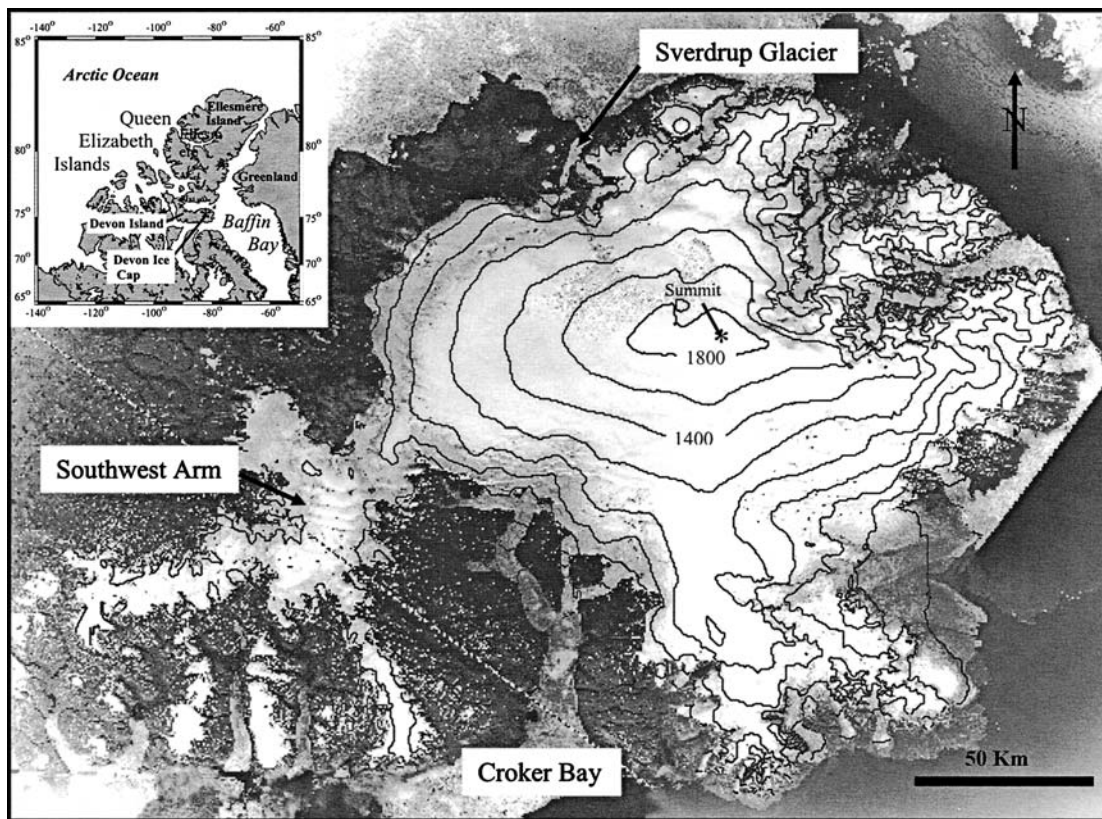 -140° -120° -100° -80° -60°
85° 85°
Arctic Ocean
Ellesmere
Island
Queen
Elizabeth
Islands
80° 80°
Greenland
75° 75°
Devon Island
Baffin
Bay
Devon Ice
Cap
70° 70°
65° 65°
-140° -120° -100° -80° -60°
Sverdrup Glacier
N
Summit
1800
1400
Southwest Arm
Croker Bay
50 Km